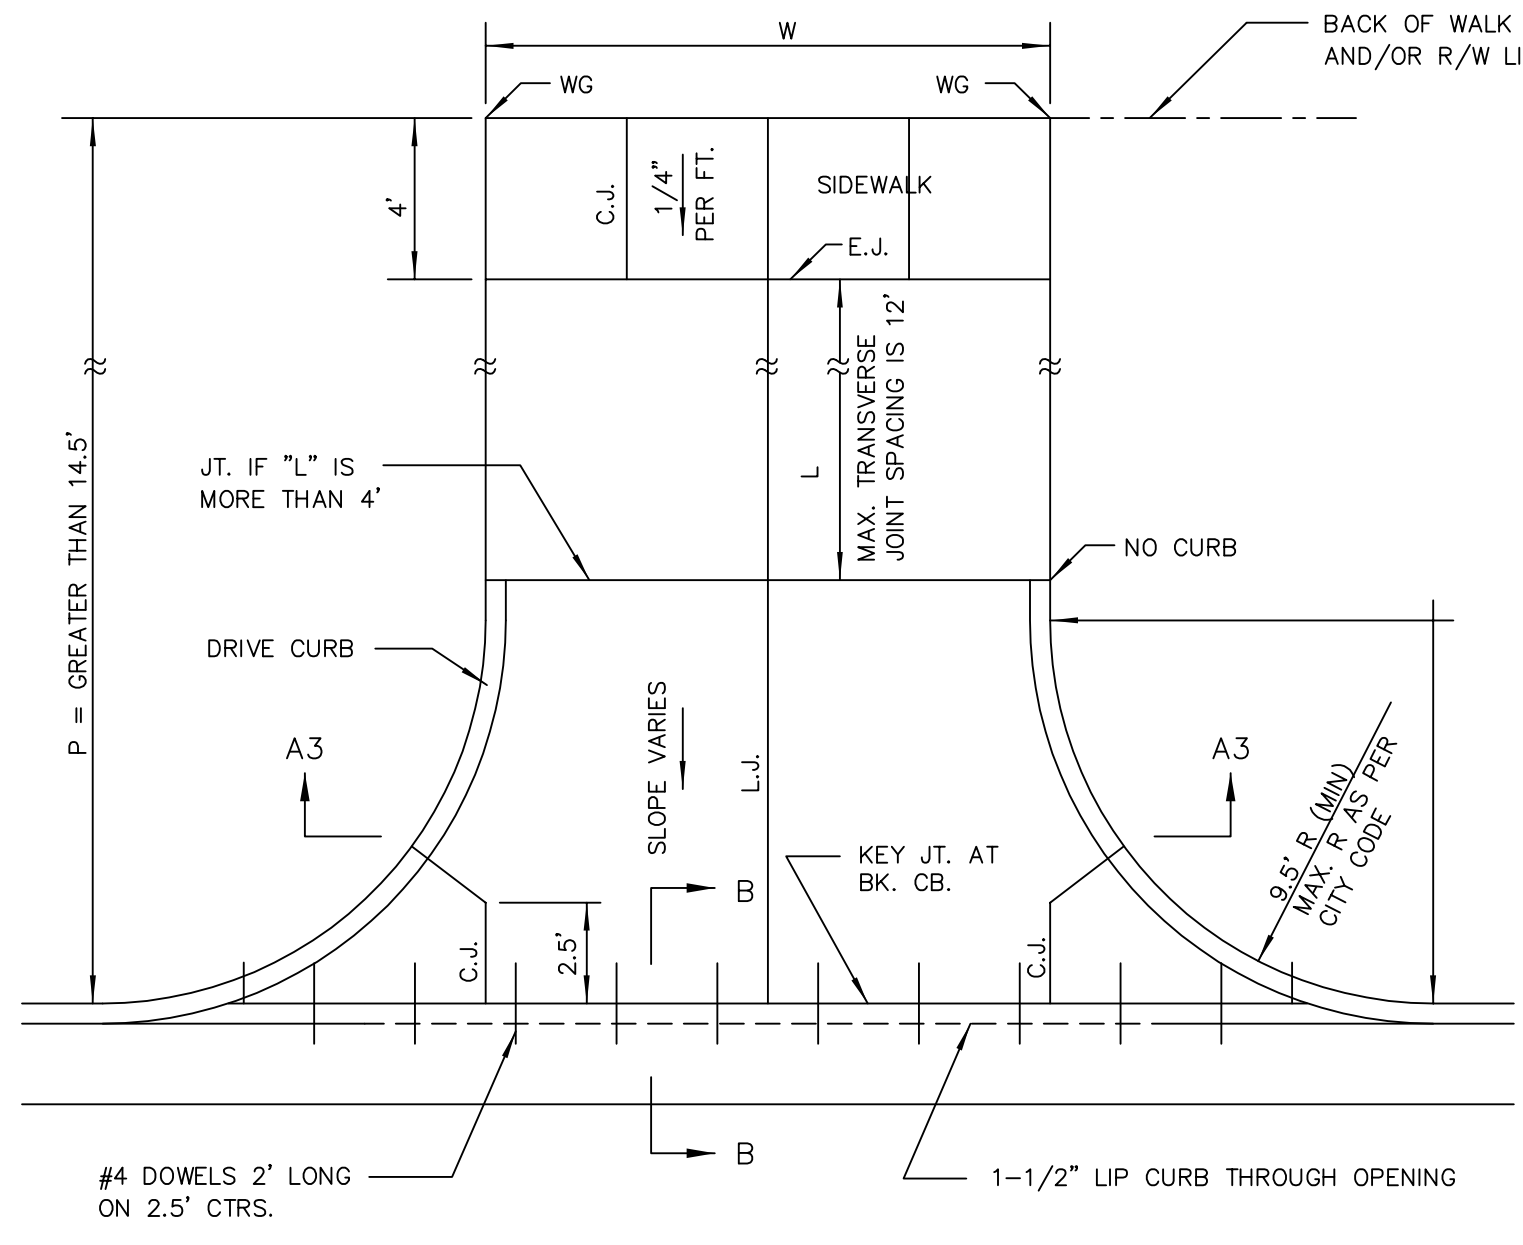 W
BACK OF WALK
AND/OR R/W LI
WG
WG
4'
C.J.
1/4"
PER FT.
SIDEWALK
E.J.
P = GREATER THAN 14.5'
JT. IF "L" IS
MORE THAN 4'
L
MAX. TRANSVERSE
JOINT SPACING IS 12'
NO CURB
DRIVE CURB
SLOPE VARIES
L.J.
A3
A3
9.5' R (MIN)
MAX. R AS PER
CITY CODE
KEY JT. AT
BK. CB.
B
C.J.
2.5'
C.J.
B
#4 DOWELS 2' LONG
ON 2.5' CTRS.
1-1/2" LIP CURB THROUGH OPENING